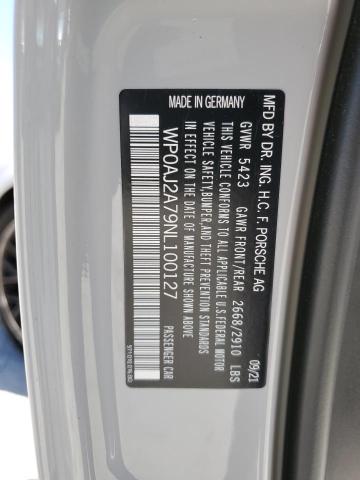 MFD BY DR. ING. H.C. F. PORSCHE AG
09/21
GVWR 5423 GAWR FRONT/REAR 2668/2910 LBS
THIS VEHICLE CONFORMS TO ALL APPLICABLE U.S.FEDERAL MOTOR
VEHICLE SAFETY,BUMPER,AND THEFT PREVENTION STANDARDS
IN EFFECT ON THE DATE OF MANUFACTURE SHOWN ABOVE
WP0AJ2A79NL100127 PASSENGER CAR
MADE IN GERMANY